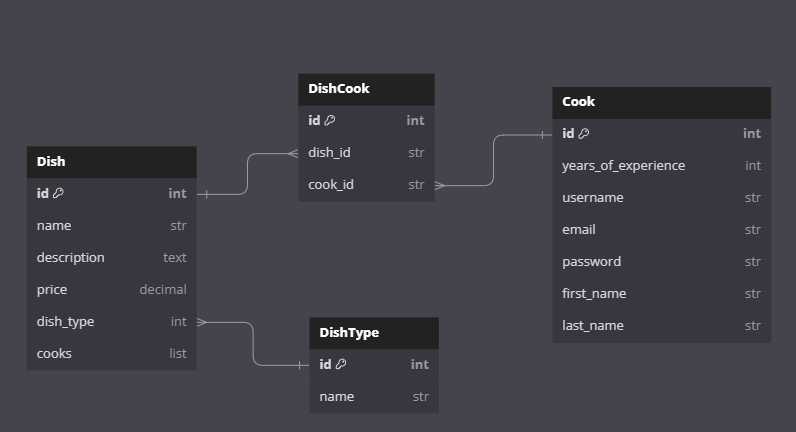 Dish
id int
name str
description text
price decimal
dish_type int
cooks list
DishCook
id int
dish_id str
cook_id str
DishType
id int
name str
Cook
id int
years_of_experience int
username str
email str
password str
first_name str
last_name str